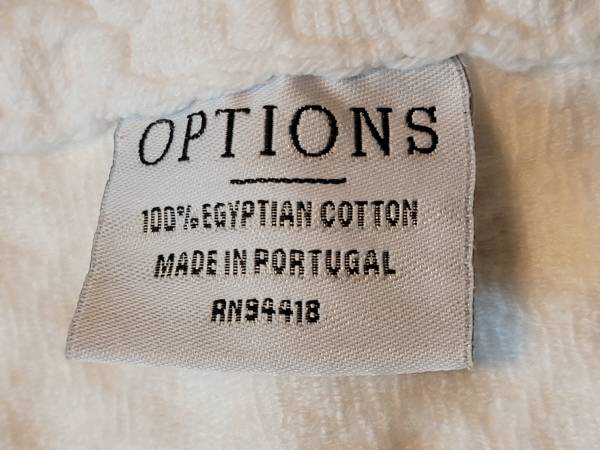 OPTIONS
100% EGYPTIAN COTTON
MADE IN PORTUGAL
RN94418